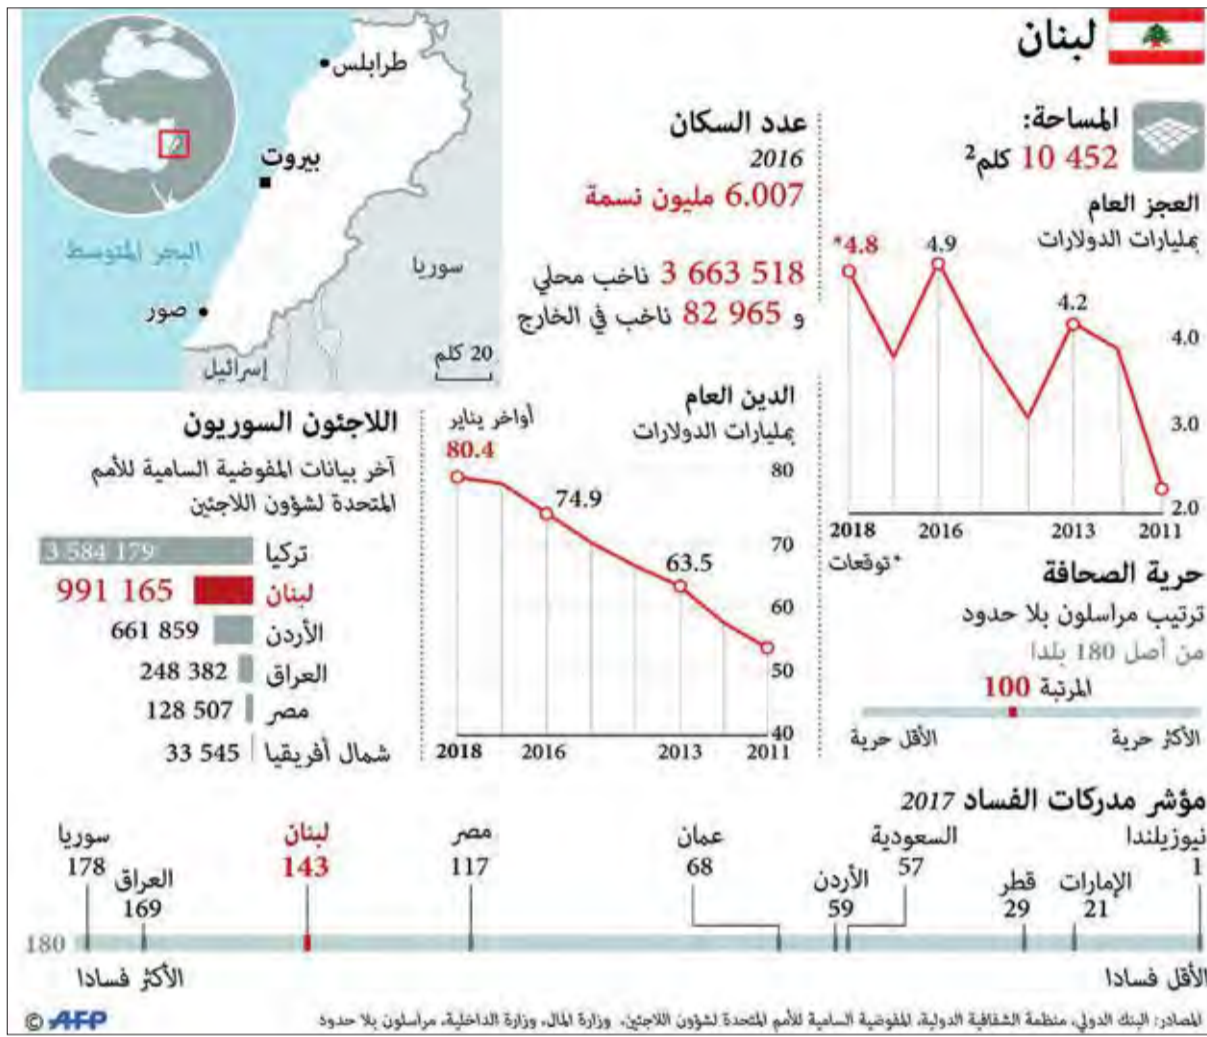 لبنان
المساحة:
10 452 كلم2
العجز العام
بمليارات الدولارات
*4.8
4.9
4.2
4.0
3.0
2.0
2018
2016
2013
2011
*توقعات
حرية الصحافة
ترتيب مراسلون بلا حدود
من أصل 180 بلدا
المرتبة 100
الأكثر حرية
الأقل حرية
عدد السكان
2016
6.007 مليون نسمة
3 663 518 ناخب محلي
و 82 965 ناخب في الخارج
الدين العام
بمليارات الدولارات
أواخر يناير
80.4
74.9
63.5
80
70
60
50
40
2018
2016
2013
2011
طرابلس
بيروت
البحر المتوسط
سوريا
صور
إسرائيل
20 كلم
اللاجئون السوريون
آخر بيانات المفوضية السامية للأمم
المتحدة لشؤون اللاجئين
تركيا 3 584 179
لبنان 991 165
الأردن 661 859
العراق 248 382
مصر 128 507
شمال أفريقيا 33 545
مؤشر مدركات الفساد 2017
نيوزيلندا
1
الإمارات
21
قطر
29
السعودية
57
الأردن
59
عمان
68
مصر
117
لبنان
143
العراق
169
سوريا
178
180
الأقل فسادا
الأكثر فسادا
المصادر: البنك الدولي، منظمة الشفافية الدولية، المفوضية السامية للأمم المتحدة لشؤون اللاجئين، وزارة المال، وزارة الداخلية، مراسلون بلا حدود
© AFP